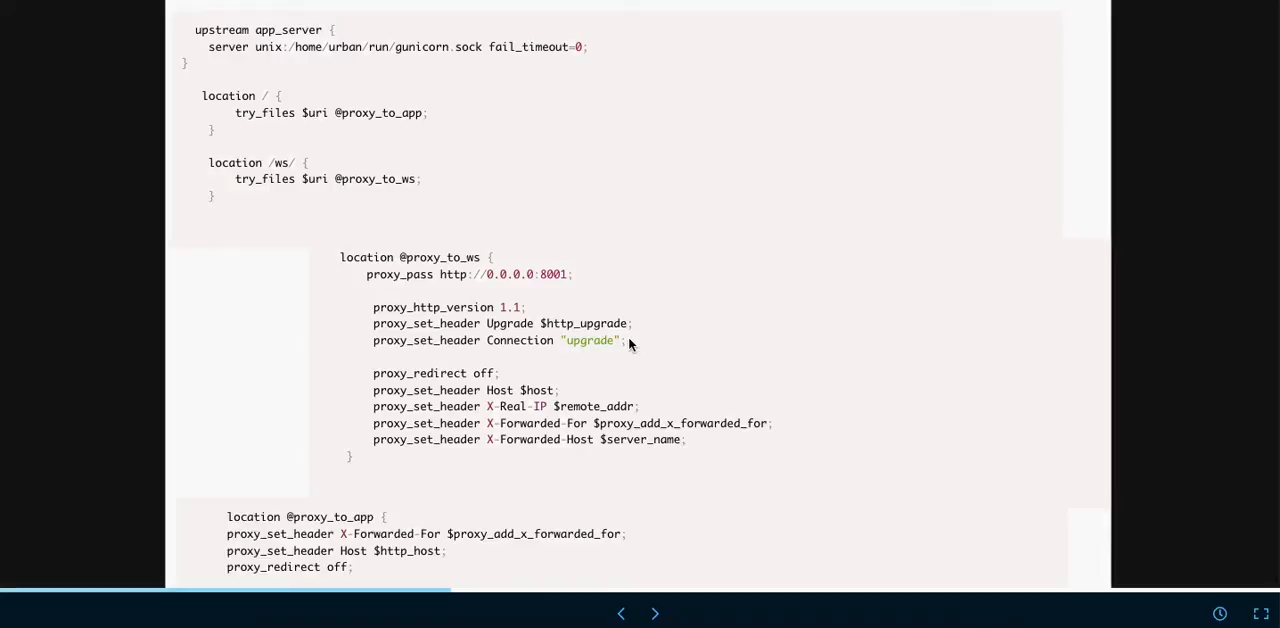 upstream app_server {
server unix:/home/urban/run/gunicorn.sock fail_timeout=0;
}
location / {
try_files $uri @proxy_to_app;
}
location /ws/ {
try_files $uri @proxy_to_ws;
}
location @proxy_to_ws {
proxy_pass http://0.0.0.0:8001;
proxy_http_version 1.1;
proxy_set_header Upgrade $http_upgrade;
proxy_set_header Connection "upgrade";
proxy_redirect off;
proxy_set_header Host $host;
proxy_set_header X-Real-IP $remote_addr;
proxy_set_header X-Forwarded-For $proxy_add_x_forwarded_for;
proxy_set_header X-Forwarded-Host $server_name;
}
location @proxy_to_app {
proxy_set_header X-Forwarded-For $proxy_add_x_forwarded_for;
proxy_set_header Host $http_host;
proxy_redirect off;